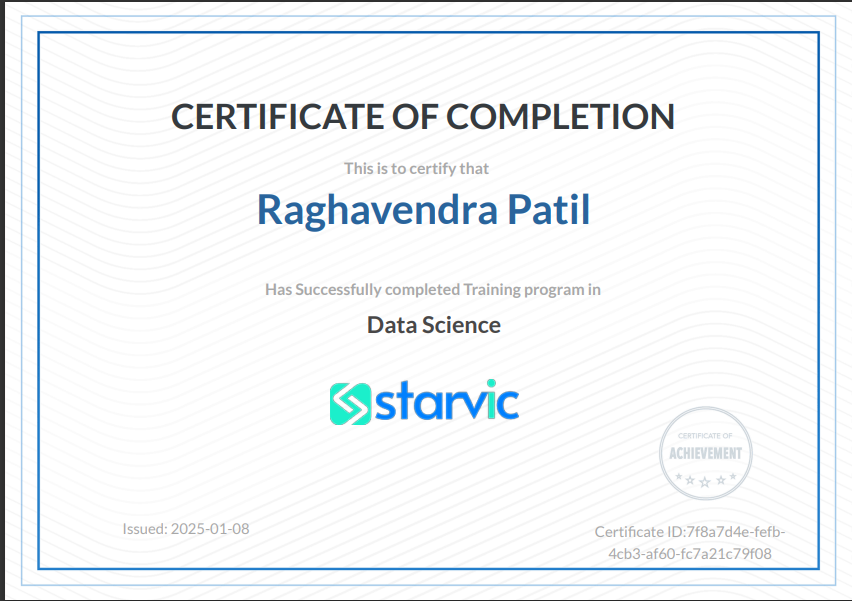 CERTIFICATE OF COMPLETION
This is to certify that
Raghavendra Patil
Has Successfully completed Training program in
Data Science
starvic
CERTIFICATE OF
ACHIEVEMENT
Issued: 2025-01-08
Certificate ID:7f8a7d4e-fefb-
4cb3-af60-fc7a21c79f08